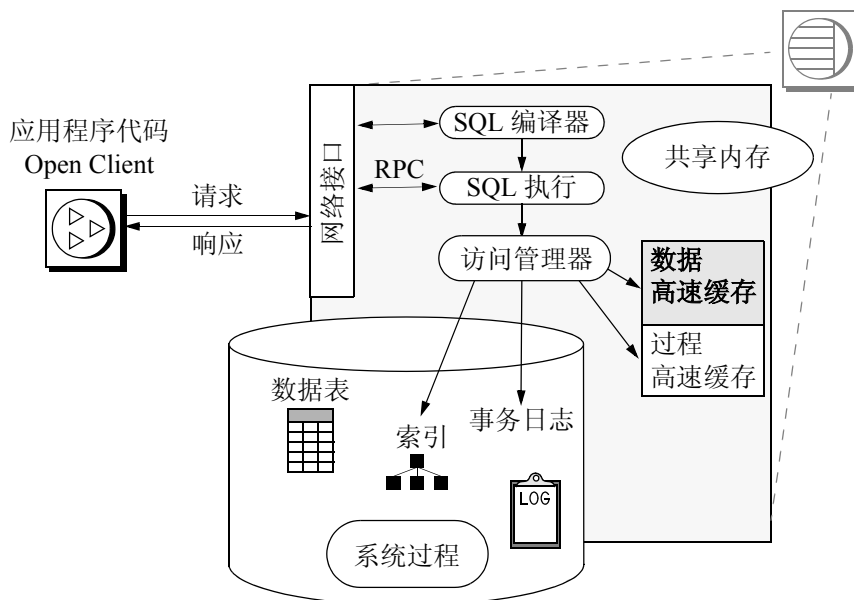 应用程序代码
Open Client
请求
响应
网络接口
SQL 编译器
RPC
SQL 执行
访问管理器
共享内存
数据
高速缓存
过程
高速缓存
数据表
索引
事务日志
LOG
系统过程